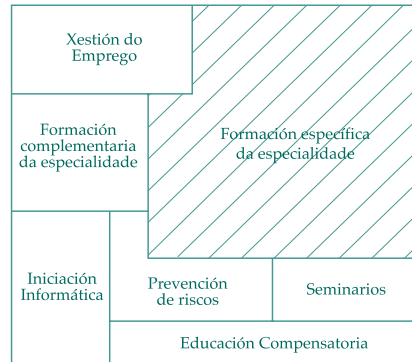 Xestión do
Emprego
Formación
complementaria
da especialidade
Formación específica
da especialidade
Iniciación
Informática
Prevención
de riscos
Seminarios
Educación Compensatoria